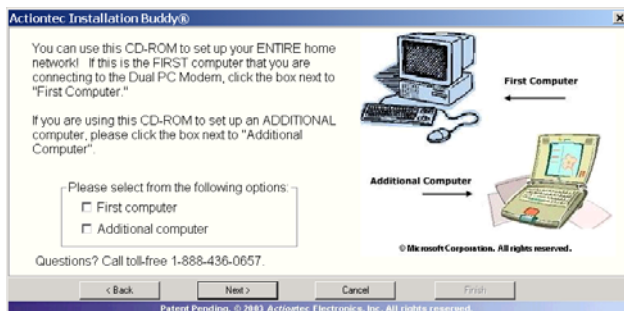 Actiontec Installation Buddy®
You can use this CD-ROM to set up your ENTIRE home
network! If this is the FIRST computer that you are
connecting to the Dual PC Modem, click the box next to
"First Computer."
If you are using this CD-ROM to set up an ADDITIONAL
computer, please click the box next to "Additional
Computer".
Please select from the following options:
First computer
Additional computer
Questions? Call toll-free 1-888-436-0657.
First Computer
Additional Computer
© Microsoft Corporation. All rights reserved.
< Back
Next >
Cancel
Finish
Patent Pending. © 2003 Actiontec Electronics, Inc. All rights reserved.